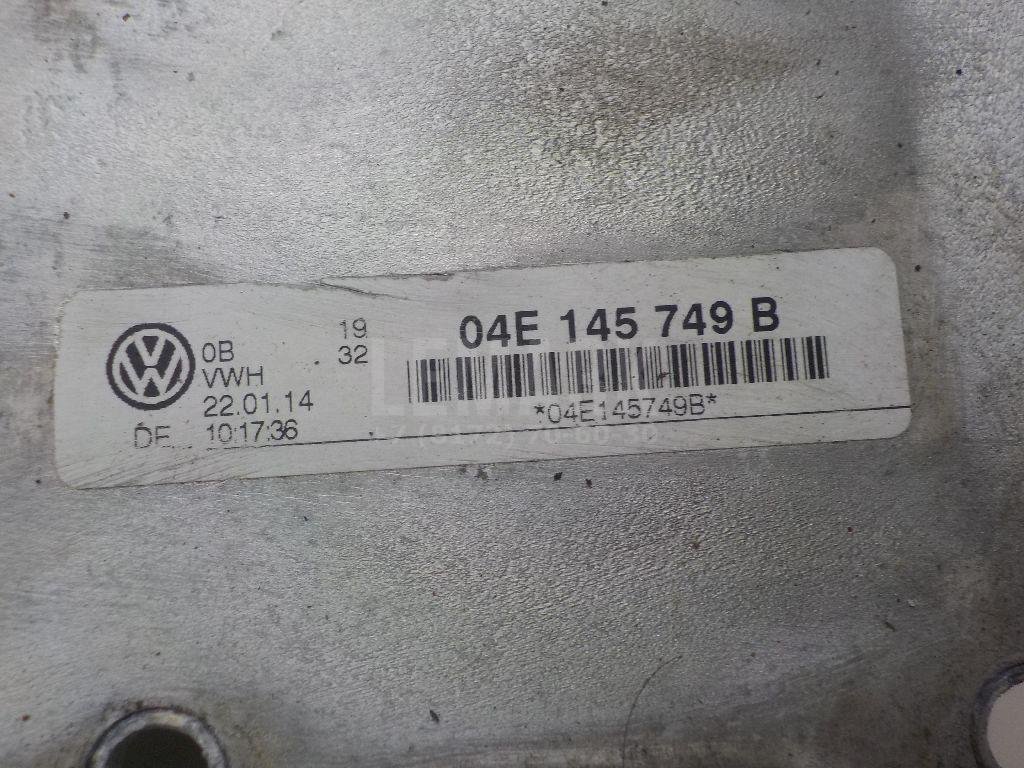 04E 145 749 B
*04E145749B*
19
32
0B
VWH
22.01.14
DE 10:17:36